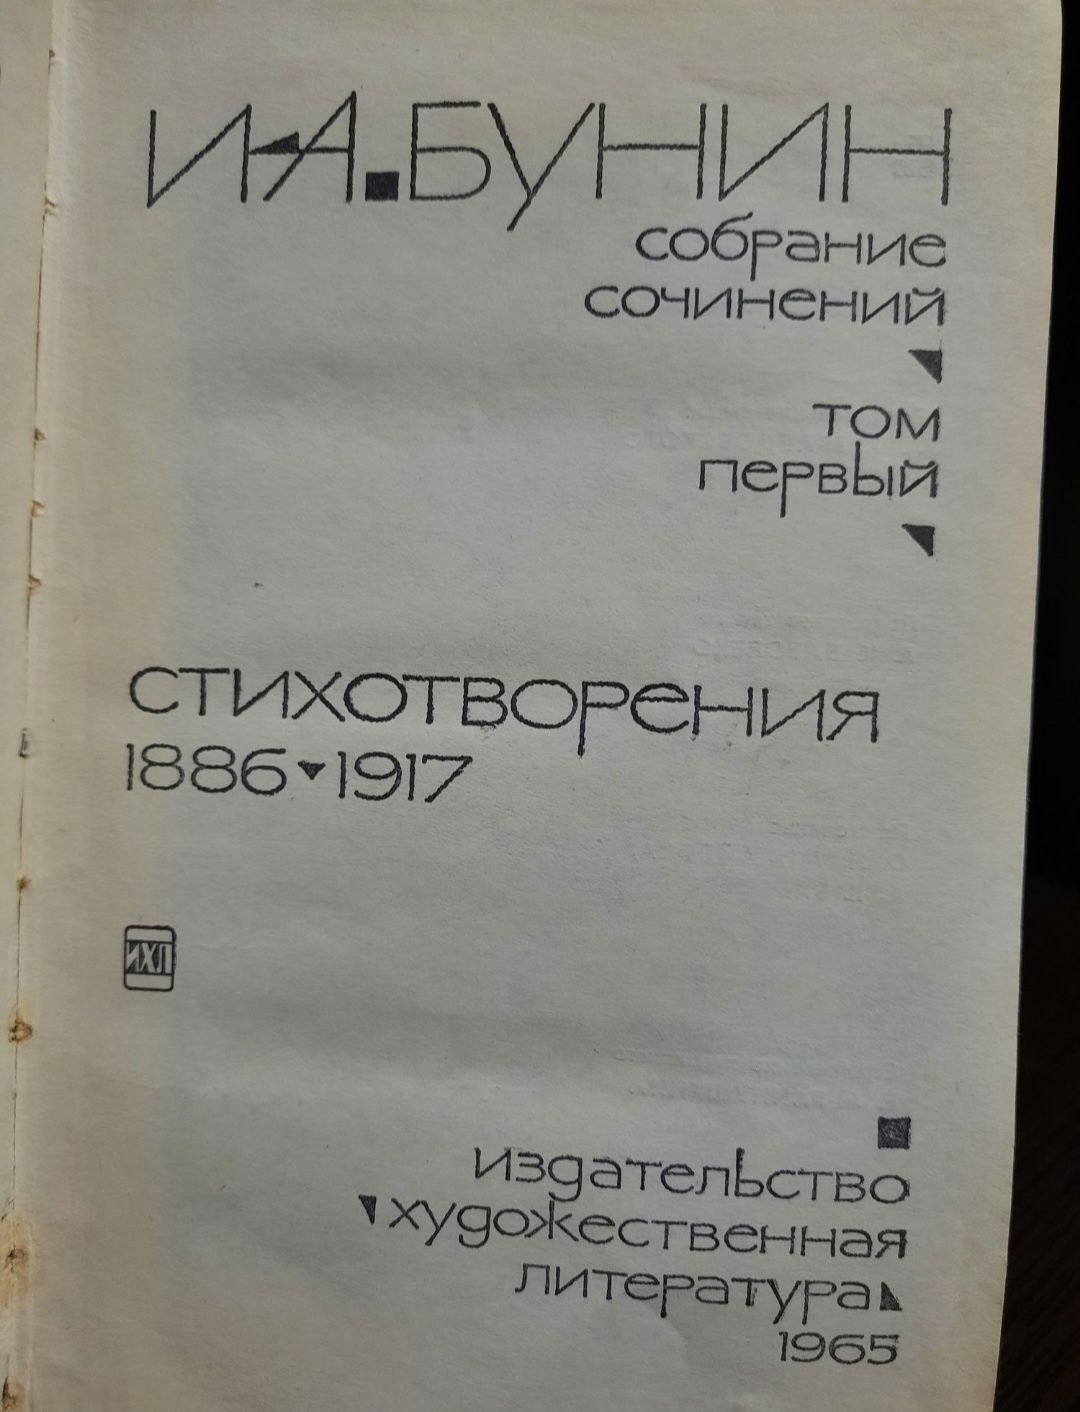 И.А.БУНИН
собрание
сочинений
том
первый
стихотворения
1886 1917
ИХЛ
издательство
художественная
литература
1965